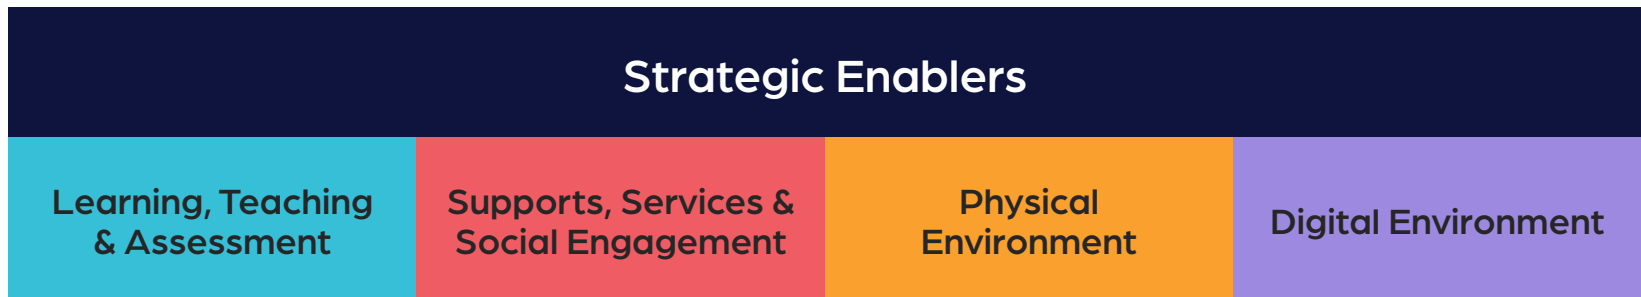 Strategic Enablers
Learning, Teaching
& Assessment
Supports, Services &
Social Engagement
Physical
Environment
Digital Environment